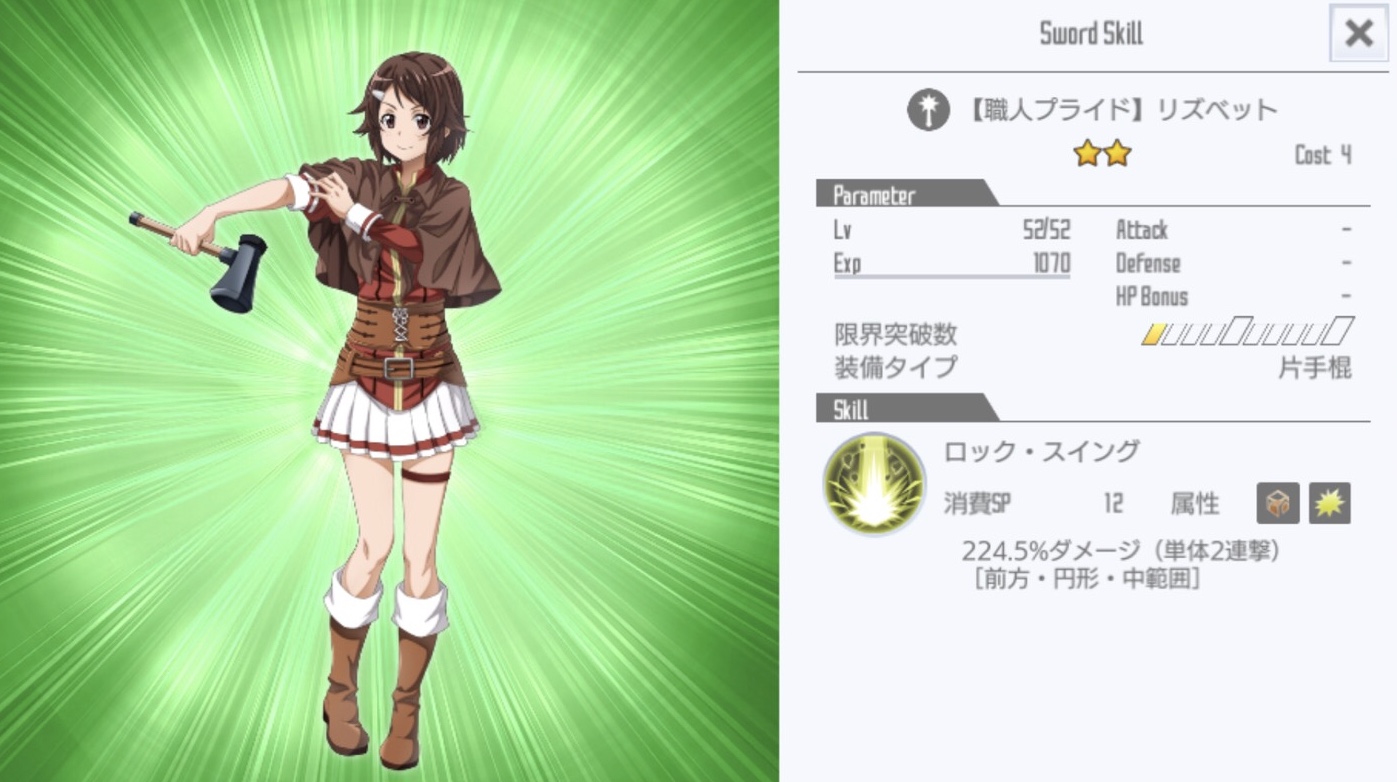 Sword Skill
【職人プライド】リズベット
Cost 4
Parameter
Lv 52/52 Attack -
Exp 1070 Defense -
HP Bonus -
限界突破数
装備タイプ 片手棍
Skill
ロック・スイング
消費SP 12 属性
224.5%ダメージ（単体2連撃）
［前方・円形・中範囲］